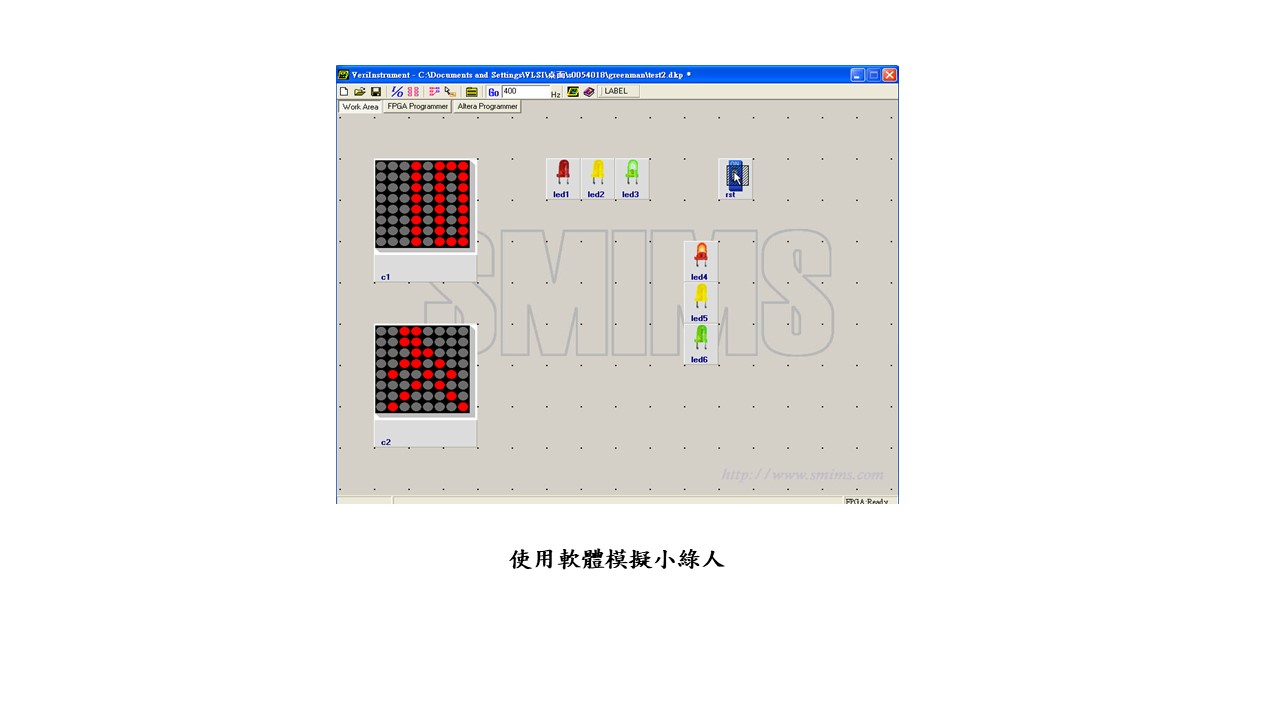 VeriInstrument - C:\Documents and Settings\VLSI\桌面\s0054018\greenman\test2.dkp *
I/O Go 400 Hz LABEL
Work Area FPGA Programmer Altera Programmer
led1 led2 led3 rst
ON
SMIMS
c1
led4
led5
led6
c2
http://www.smims.com
FPGA:Ready
使用軟體模擬小綠人